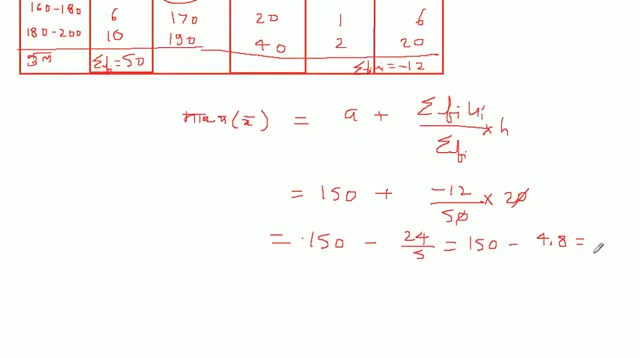 160-180 6 170 20 1 6
180-200 10 190 40 2 20
कुल Σfi=50 Σfiui=-12
माध्य (x̄) = a + Σfiui/Σfi × h
= 150 + -12/50 × 20
= 150 - 24/5 = 150 - 4.8 =